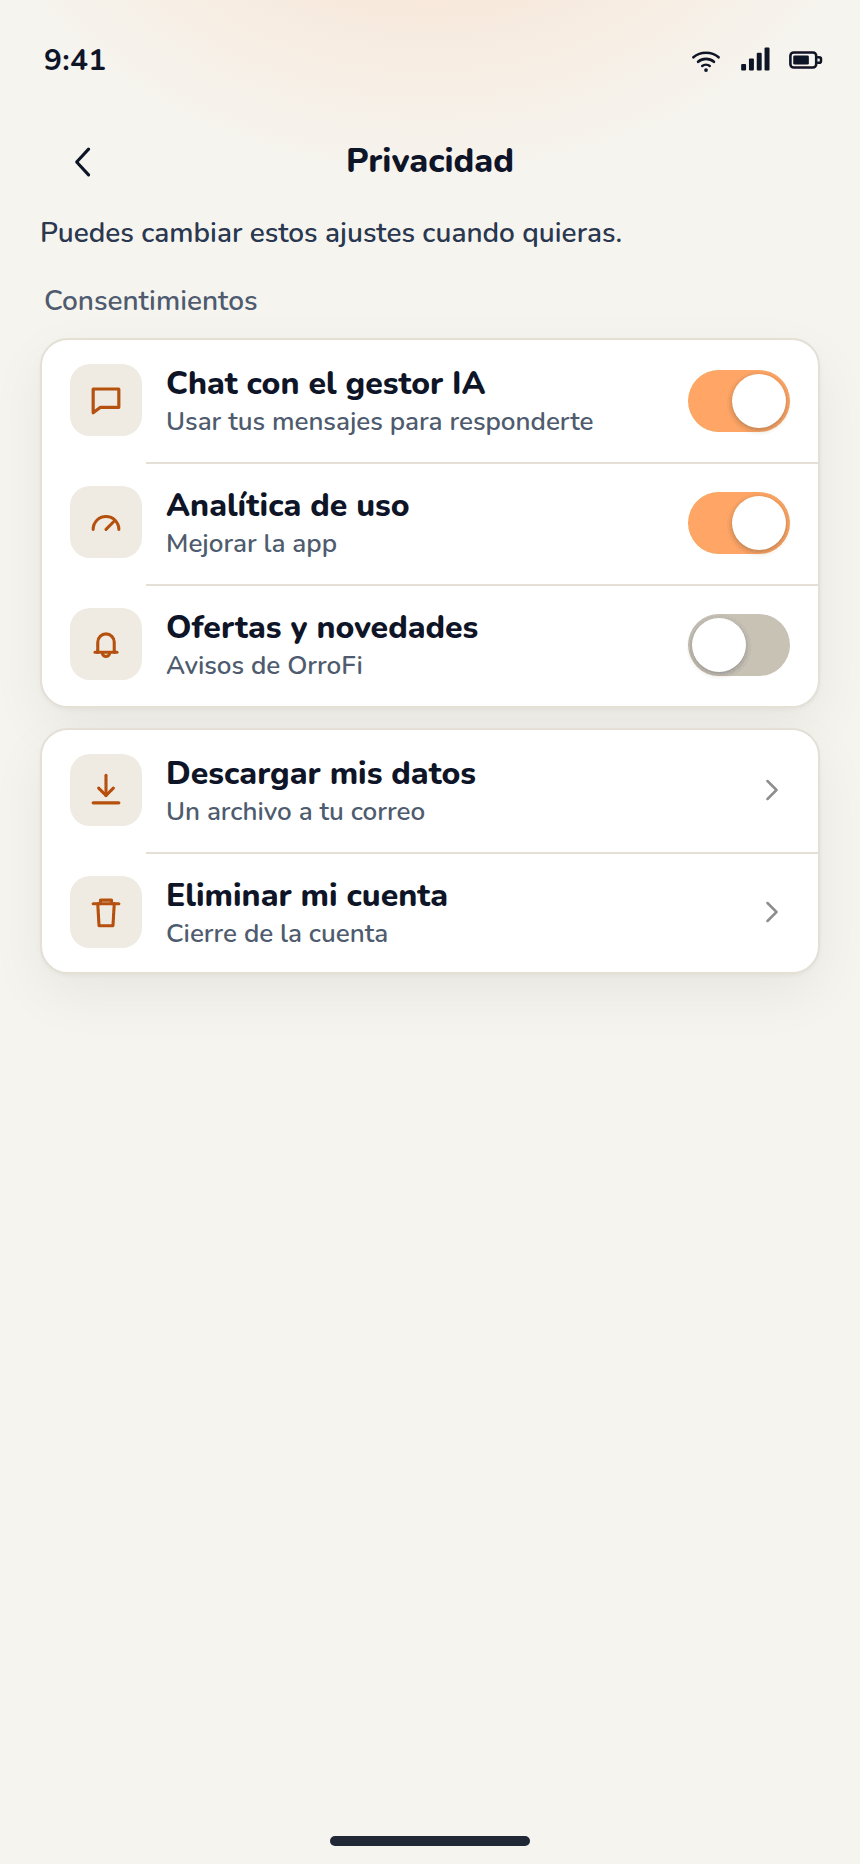 9:41
Privacidad
Puedes cambiar estos ajustes cuando quieras.
Consentimientos
Chat con el gestor IA
Usar tus mensajes para responderte
Analítica de uso
Mejorar la app
Ofertas y novedades
Avisos de OrroFi
Descargar mis datos
Un archivo a tu correo
Eliminar mi cuenta
Cierre de la cuenta